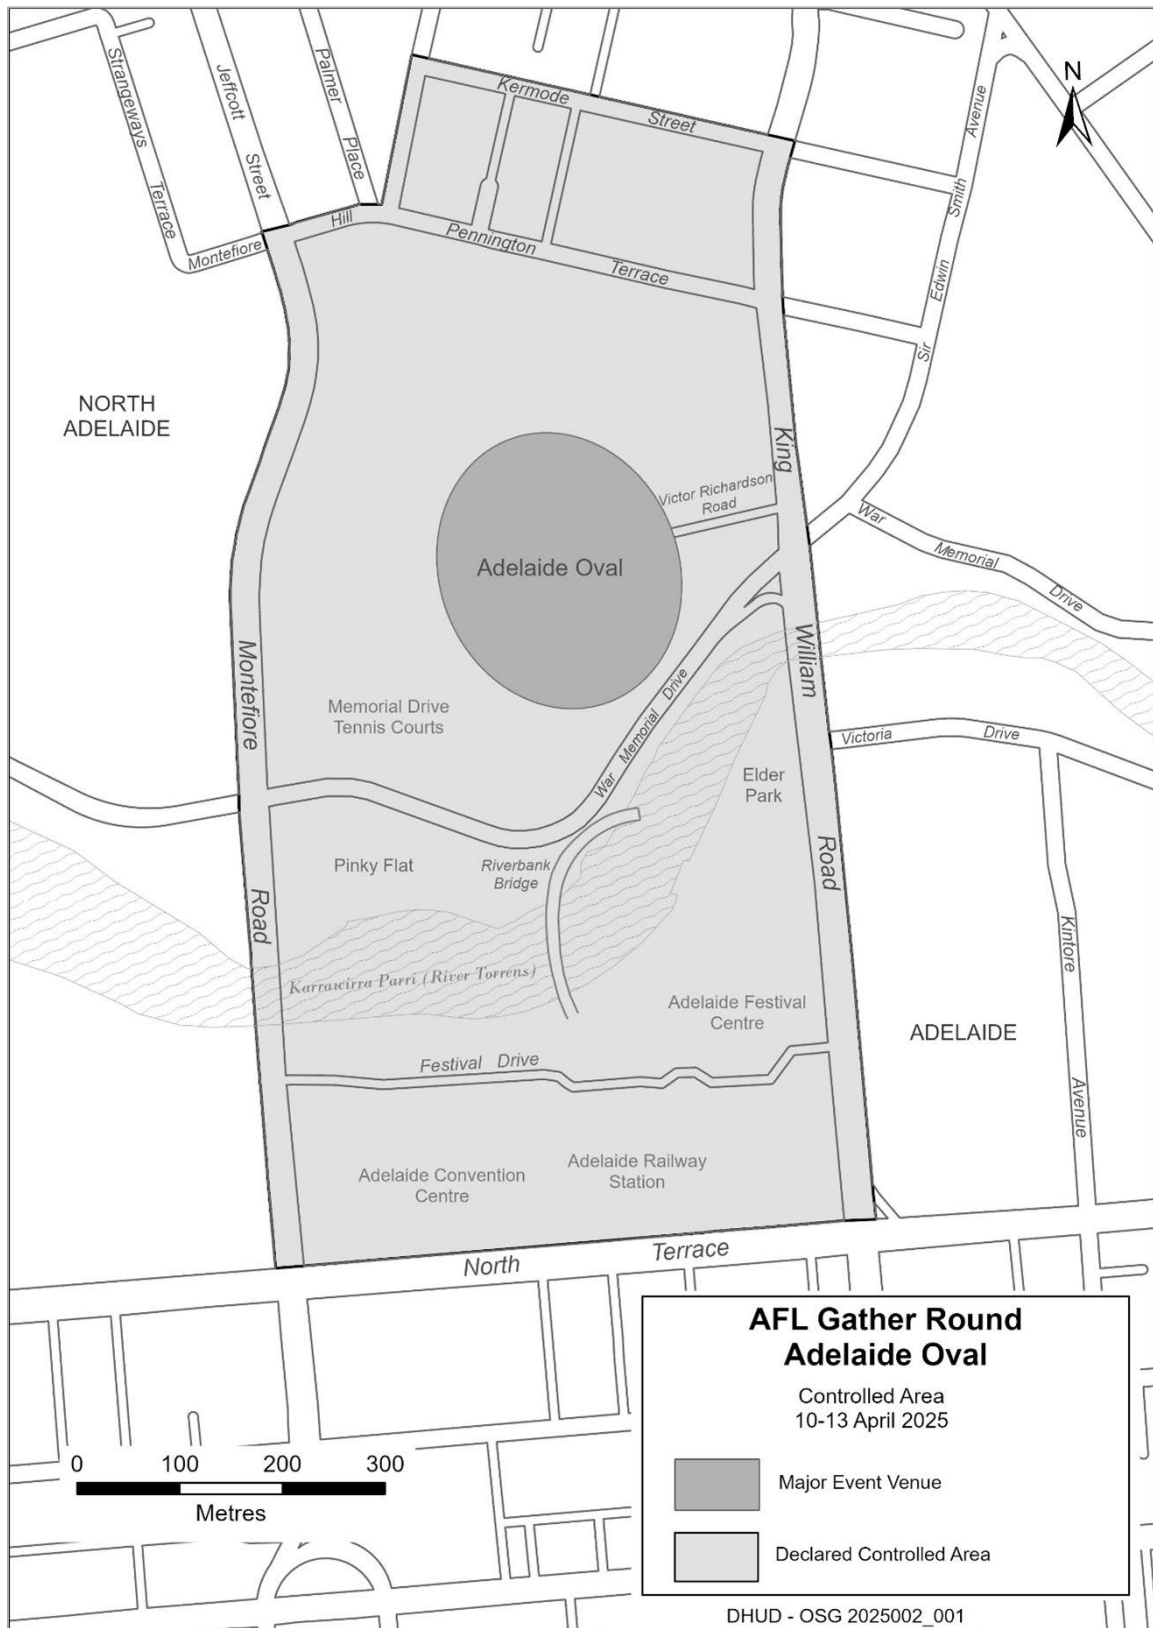 N
Kermode
Street
Strangeways
Terrace
Jeffcott
Street
Palmer
Place
Avenue
Smith
Edwin
Sir
Montefiore
Hill
Pennington
Terrace
NORTH
ADELAIDE
King
William
Road
Victor Richardson
Road
War
Memorial
Drive
Adelaide Oval
Montefiore
Road
Memorial Drive
Tennis Courts
War Memorial Drive
Victoria
Drive
Elder
Park
Pinky Flat
Riverbank
Bridge
Kintore
Avenue
Karrawirra Parri (River Torrens)
Adelaide Festival
Centre
ADELAIDE
Festival Drive
Adelaide Convention
Centre
Adelaide Railway
Station
North
Terrace
AFL Gather Round
Adelaide Oval
Controlled Area
10-13 April 2025
Major Event Venue
Declared Controlled Area
0 100 200 300
Metres
DHUD - OSG 2025002_001